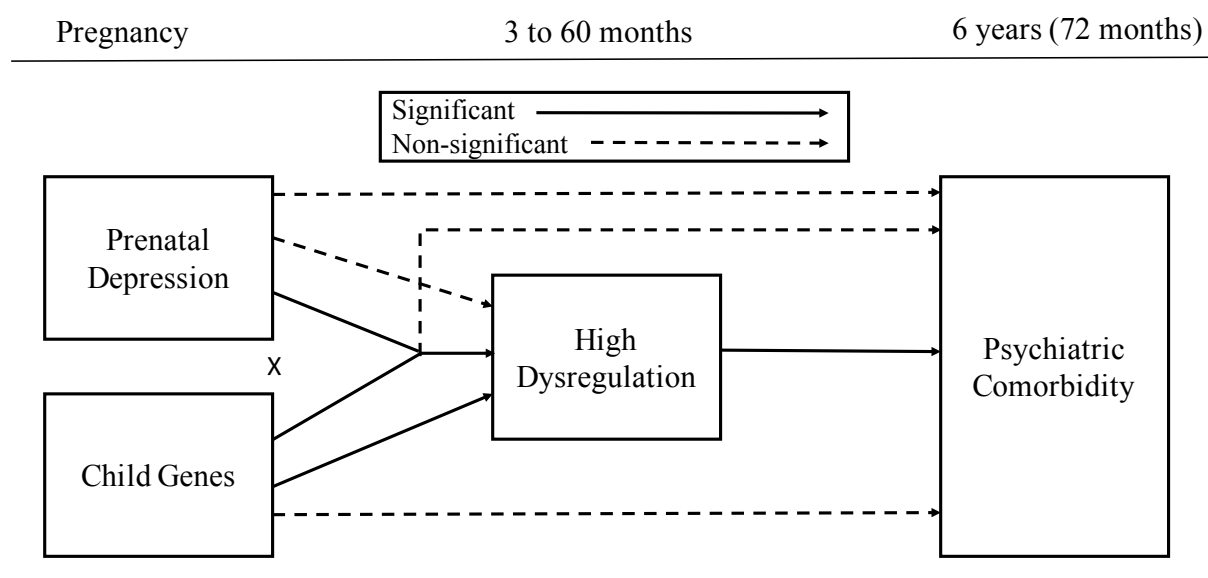 Pregnancy
3 to 60 months
6 years (72 months)
Significant
Non-significant
Prenatal
Depression
X
Child Genes
High
Dysregulation
Psychiatric
Comorbidity